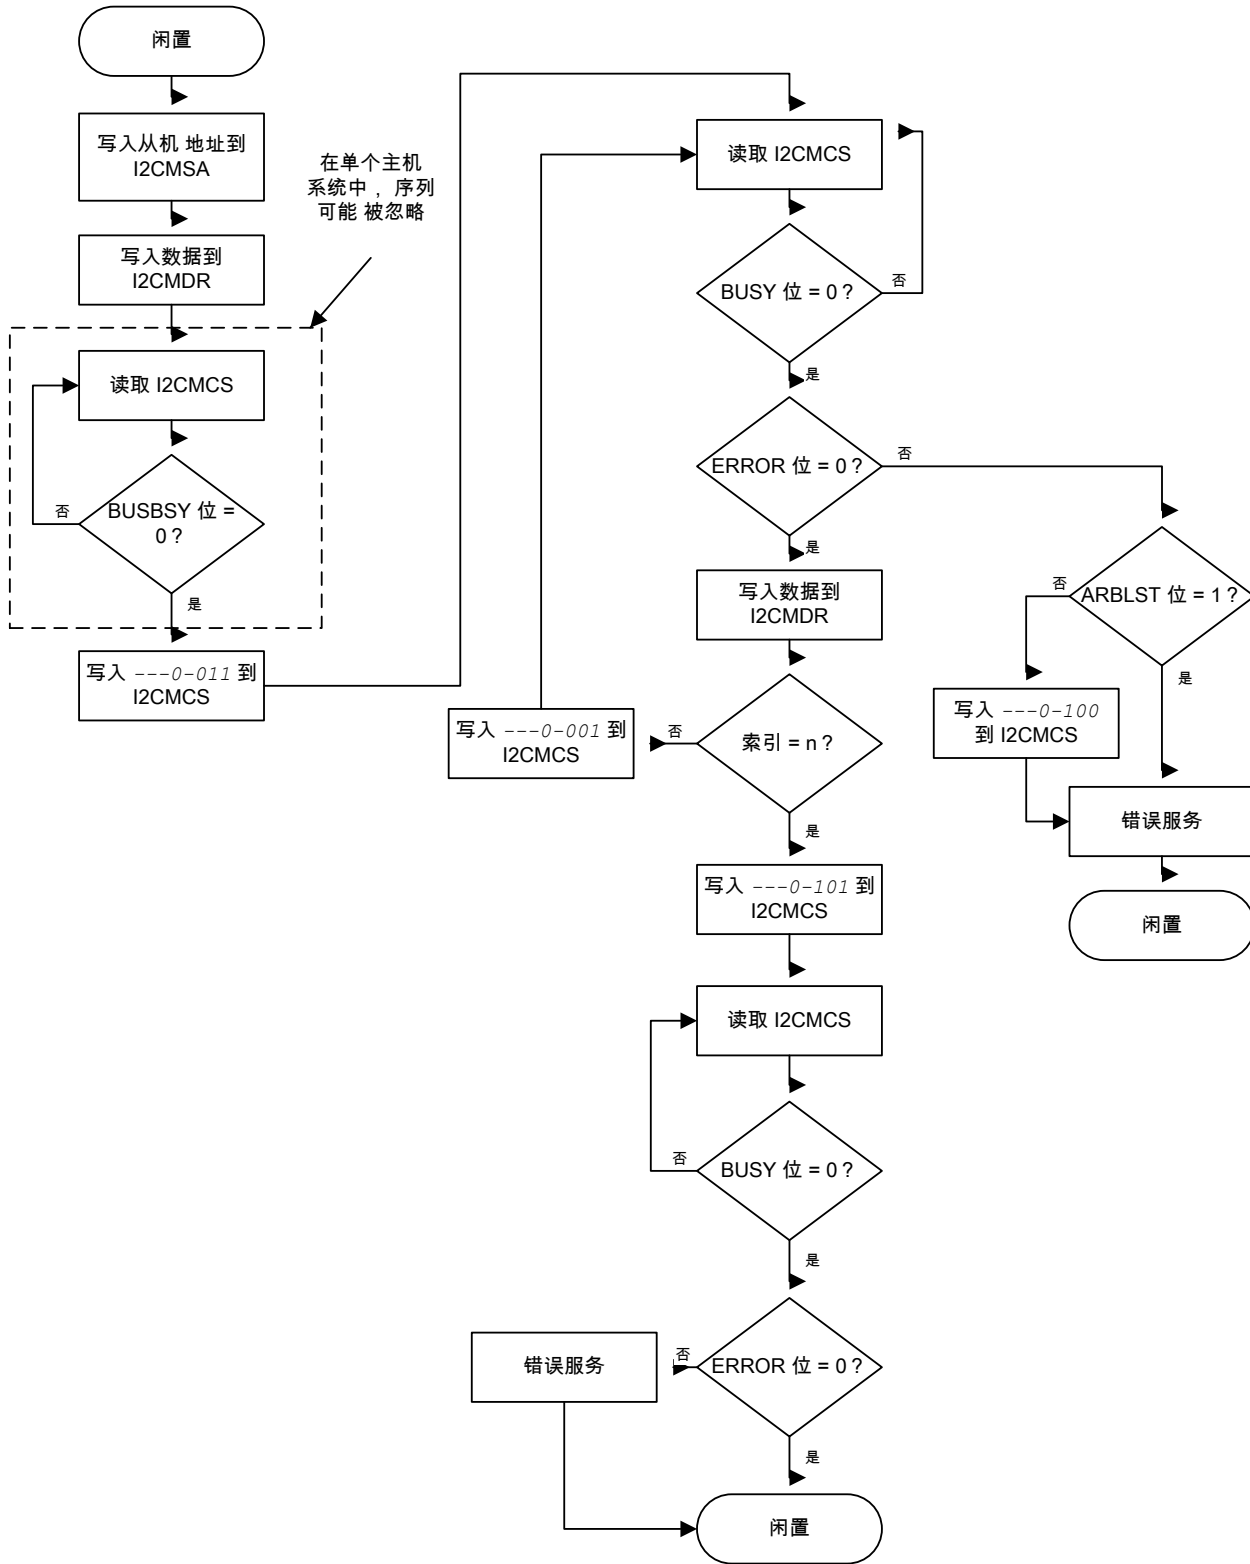 闲置
写入从机 地址到
I2CMSA
写入数据到
I2CMDR
在单个主机
系统中，序列
可能 被忽略
读取 I2CMCS
BUSBSY 位 =
0？
否
是
写入 ---0-011 到
I2CMCS
读取 I2CMCS
BUSY 位 = 0？
否
是
ERROR 位 = 0？
否
是
写入数据到
I2CMDR
索引 = n？
否
写入 ---0-001 到
I2CMCS
是
ARBLST 位 = 1？
否
是
写入 ---0-100
到 I2CMCS
错误服务
闲置
写入 ---0-101 到
I2CMCS
读取 I2CMCS
BUSY 位 = 0？
否
是
ERROR 位 = 0？
否
错误服务
是
闲置